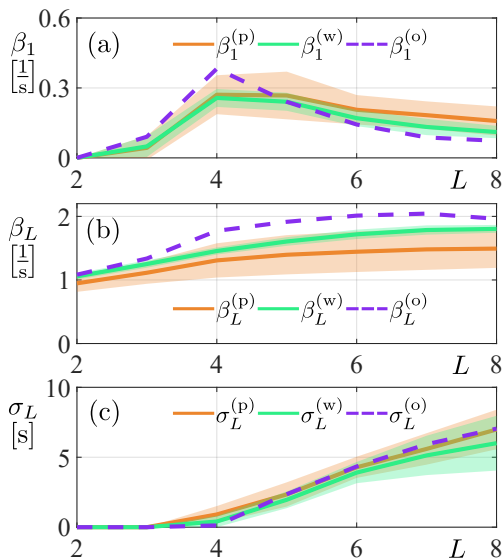 0.6
β₁
[1/s]
(a)
β₁⁽ᵖ⁾ β₁⁽ʷ⁾ β₁⁽ᵒ⁾
0.3
0
2 4 6 L 8
2
β_L
[1/s]
(b)
1
β_L⁽ᵖ⁾ β_L⁽ʷ⁾ β_L⁽ᵒ⁾
0
2 4 6 L 8
10
σ_L
[s]
(c)
σ_L⁽ᵖ⁾ σ_L⁽ʷ⁾ σ_L⁽ᵒ⁾
5
0
2 4 6 L 8